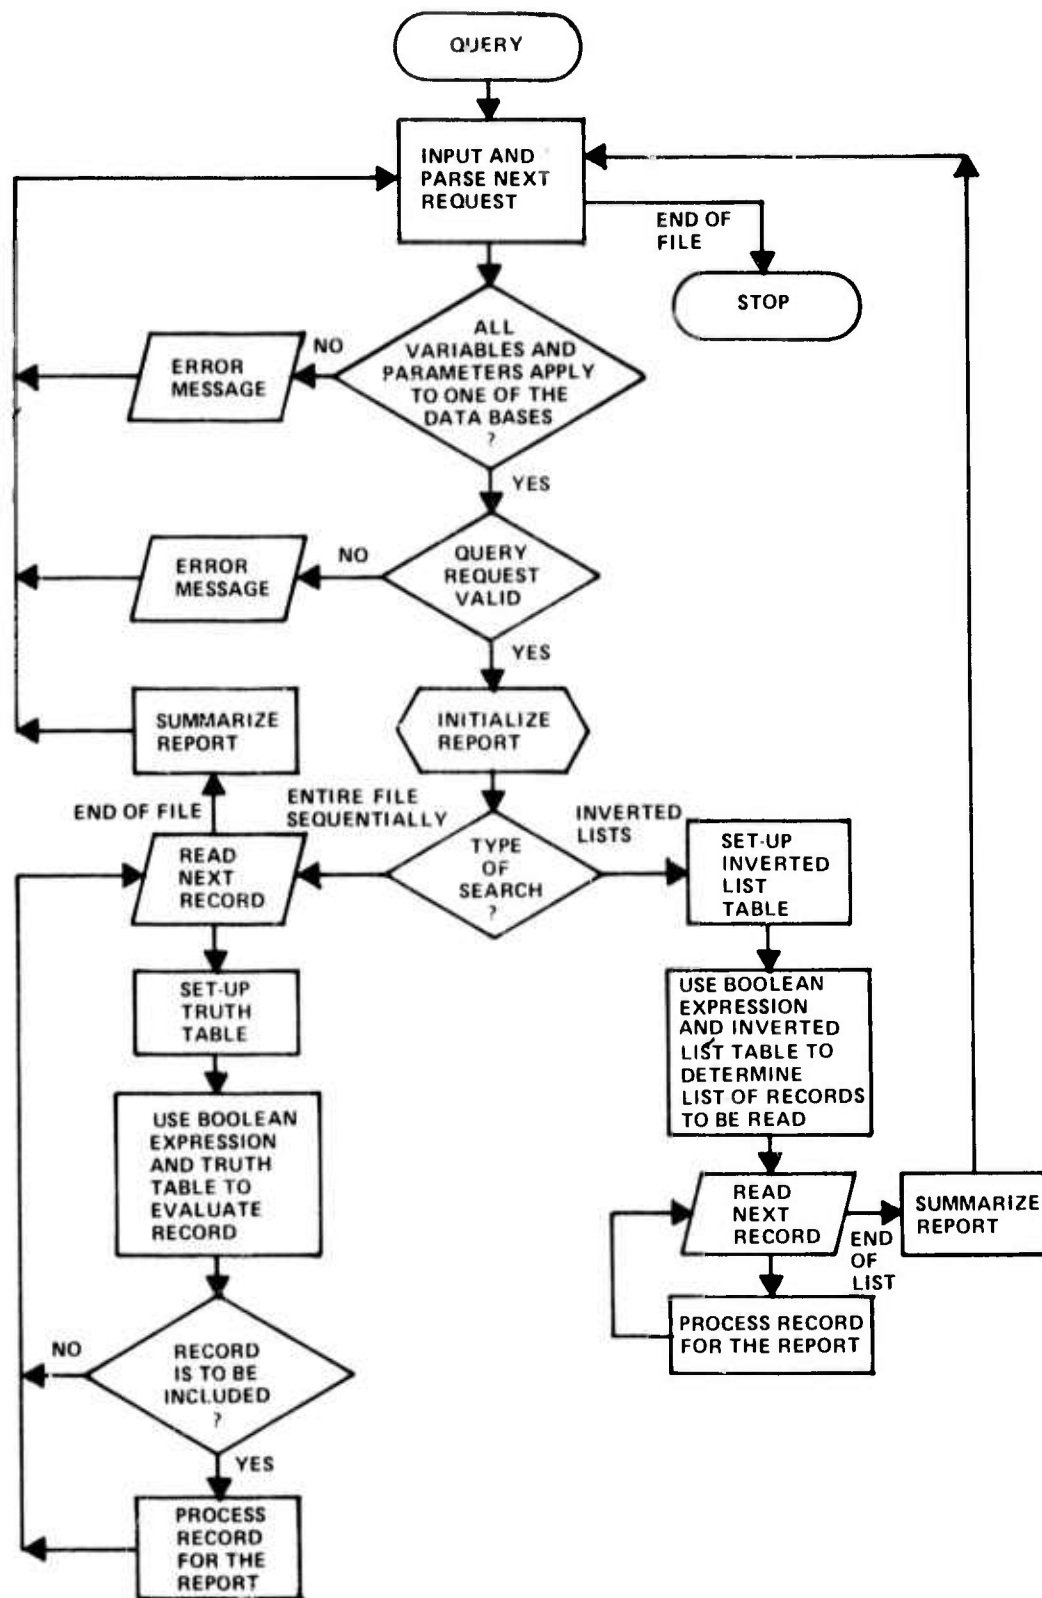 QUERY
INPUT AND
PARSE NEXT
REQUEST
END OF
FILE
STOP
ALL
VARIABLES AND
PARAMETERS APPLY
TO ONE OF THE
DATA BASES
?
NO
ERROR
MESSAGE
YES
QUERY
REQUEST
VALID
NO
ERROR
MESSAGE
YES
INITIALIZE
REPORT
SUMMARIZE
REPORT
END OF FILE
ENTIRE FILE
SEQUENTIALLY
TYPE
OF
SEARCH
?
INVERTED
LISTS
READ
NEXT
RECORD
SET-UP
TRUTH
TABLE
USE BOOLEAN
EXPRESSION
AND TRUTH
TABLE TO
EVALUATE
RECORD
RECORD
IS TO BE
INCLUDED
?
NO
YES
PROCESS
RECORD
FOR THE
REPORT
SET-UP
INVERTED
LIST
TABLE
USE BOOLEAN
EXPRESSION
AND INVERTED
LIST TABLE TO
DETERMINE
LIST OF RECORDS
TO BE READ
READ
NEXT
RECORD
END
OF
LIST
SUMMARIZE
REPORT
PROCESS RECORD
FOR THE REPORT